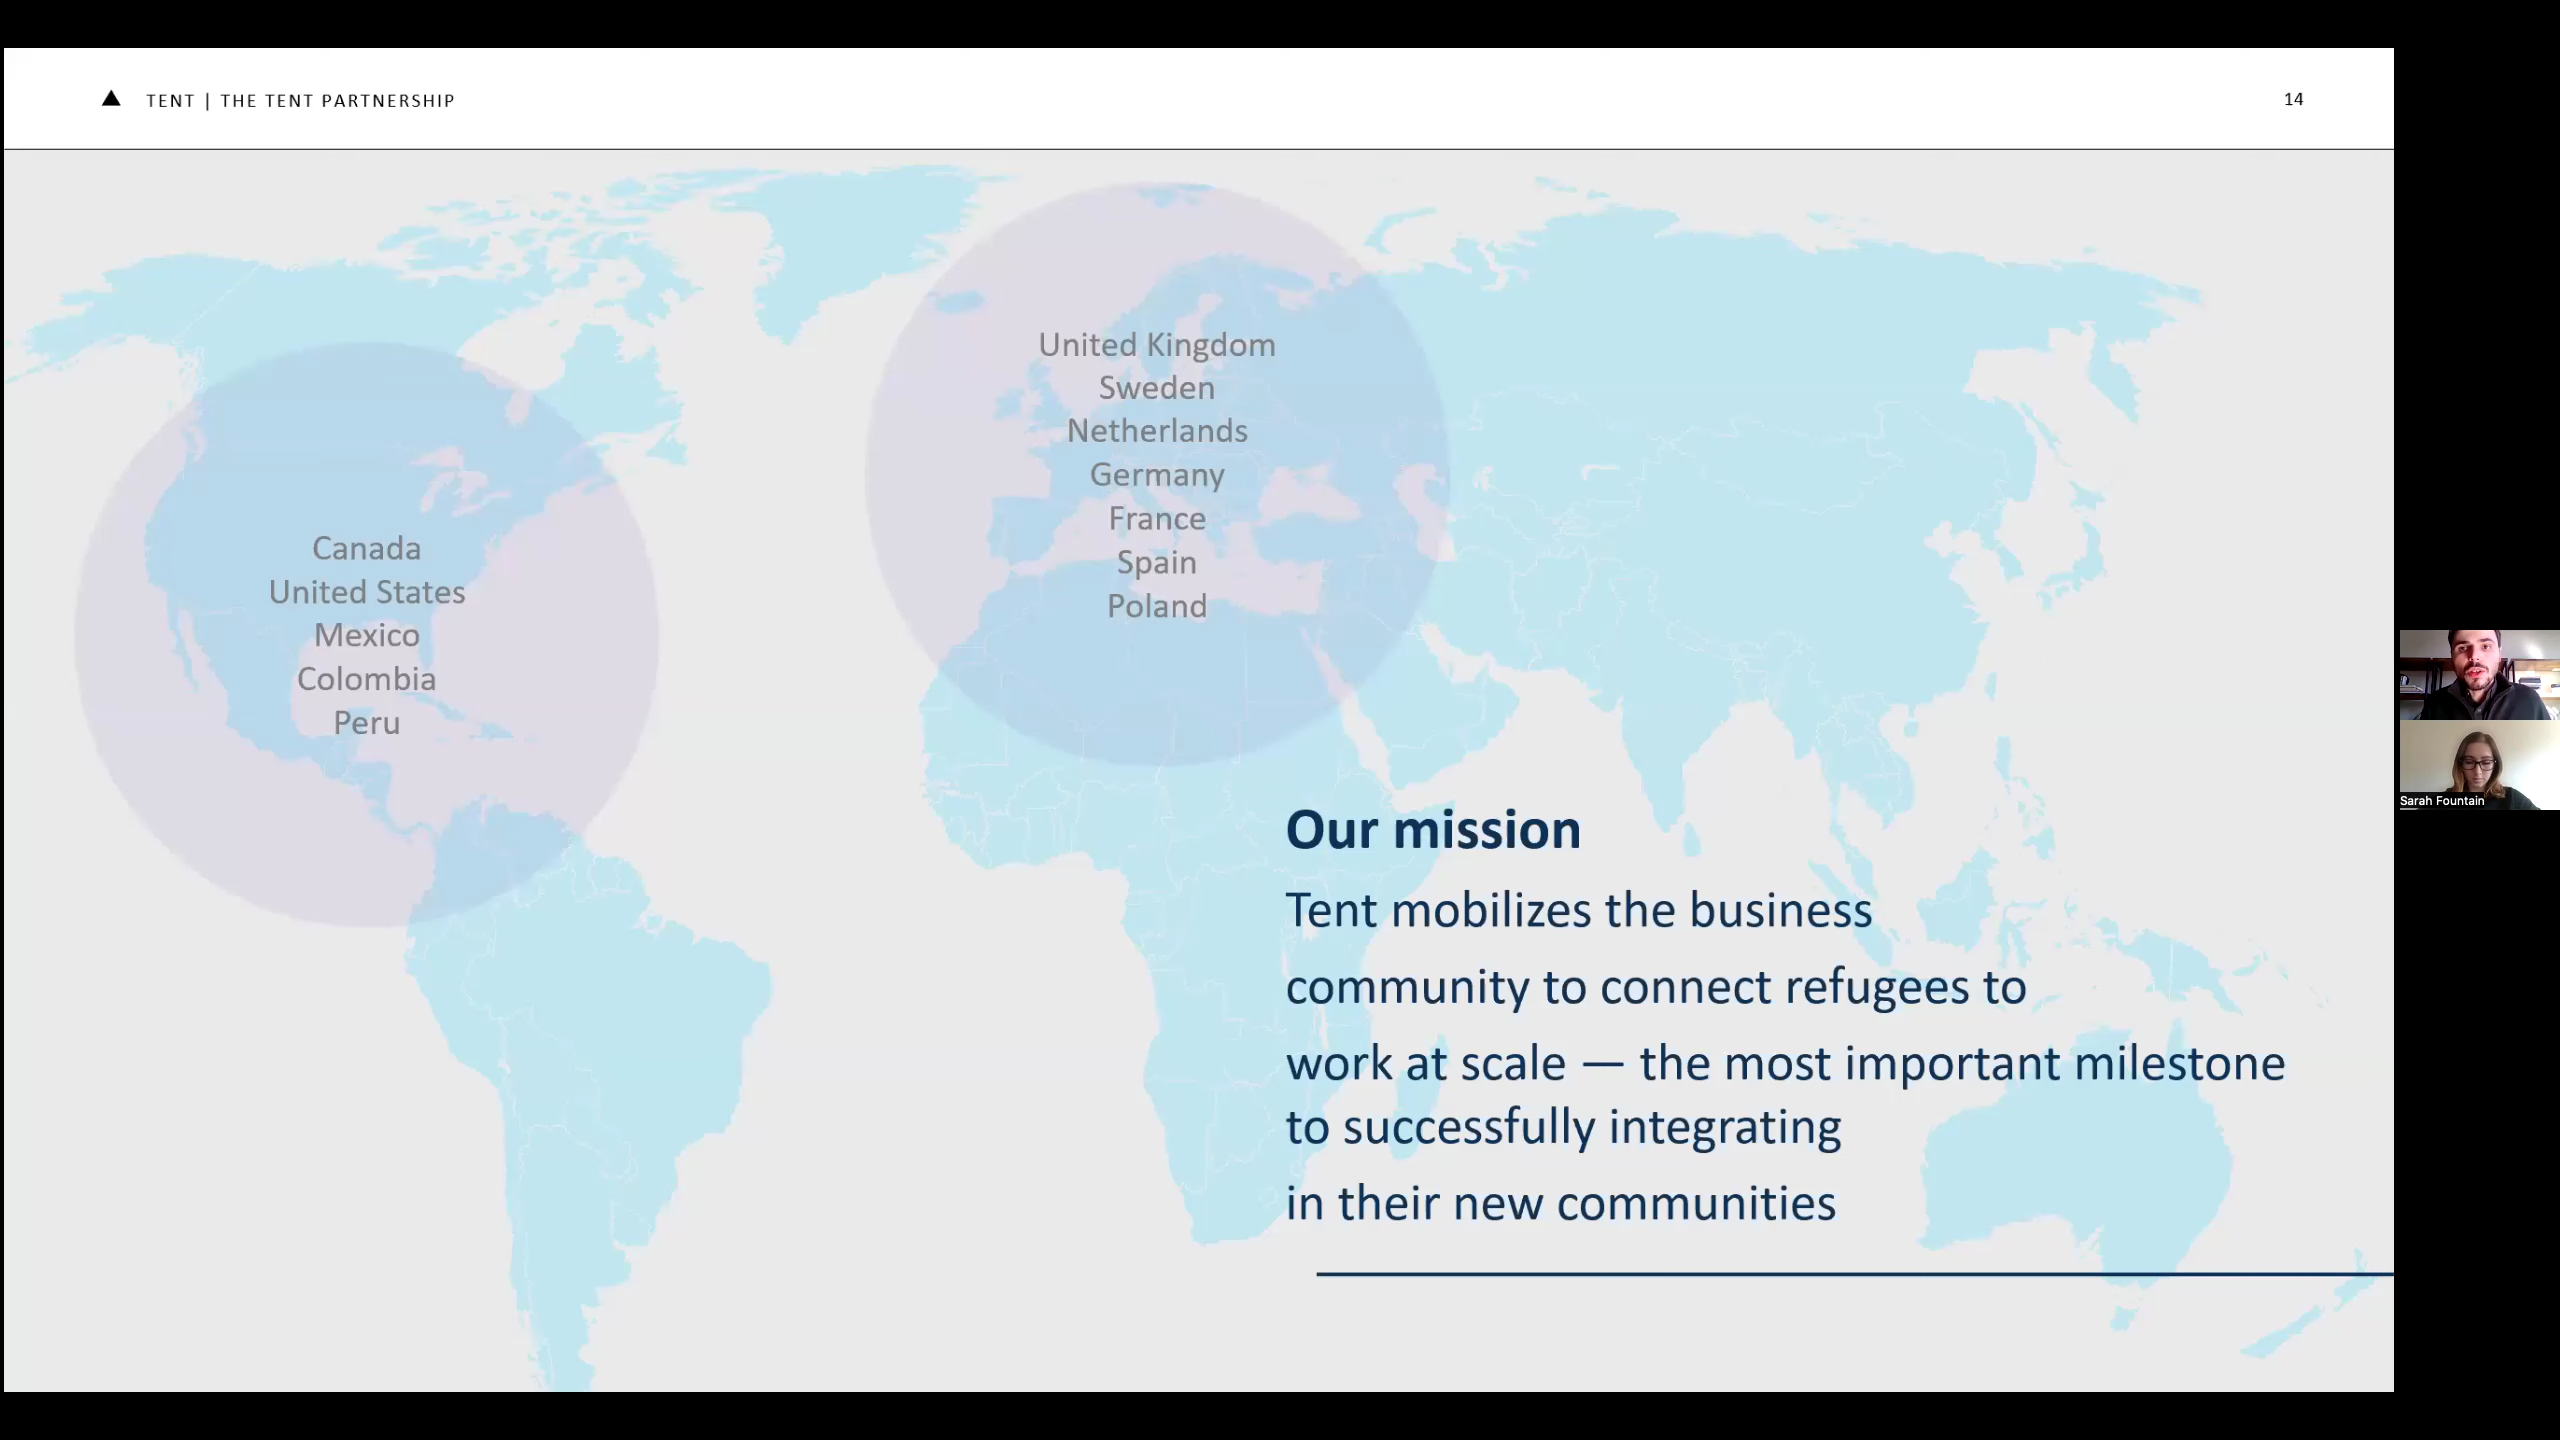 TENT | THE TENT PARTNERSHIP
14
Canada
United States
Mexico
Colombia
Peru
United Kingdom
Sweden
Netherlands
Germany
France
Spain
Poland
Our mission
Tent mobilizes the business
community to connect refugees to
work at scale — the most important milestone
to successfully integrating
in their new communities
Sarah Fountain